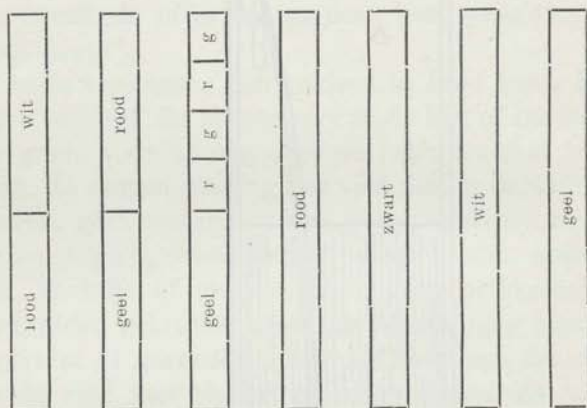 rood wit
geel rood
geel r g r g
rood
zwart
wit
geel